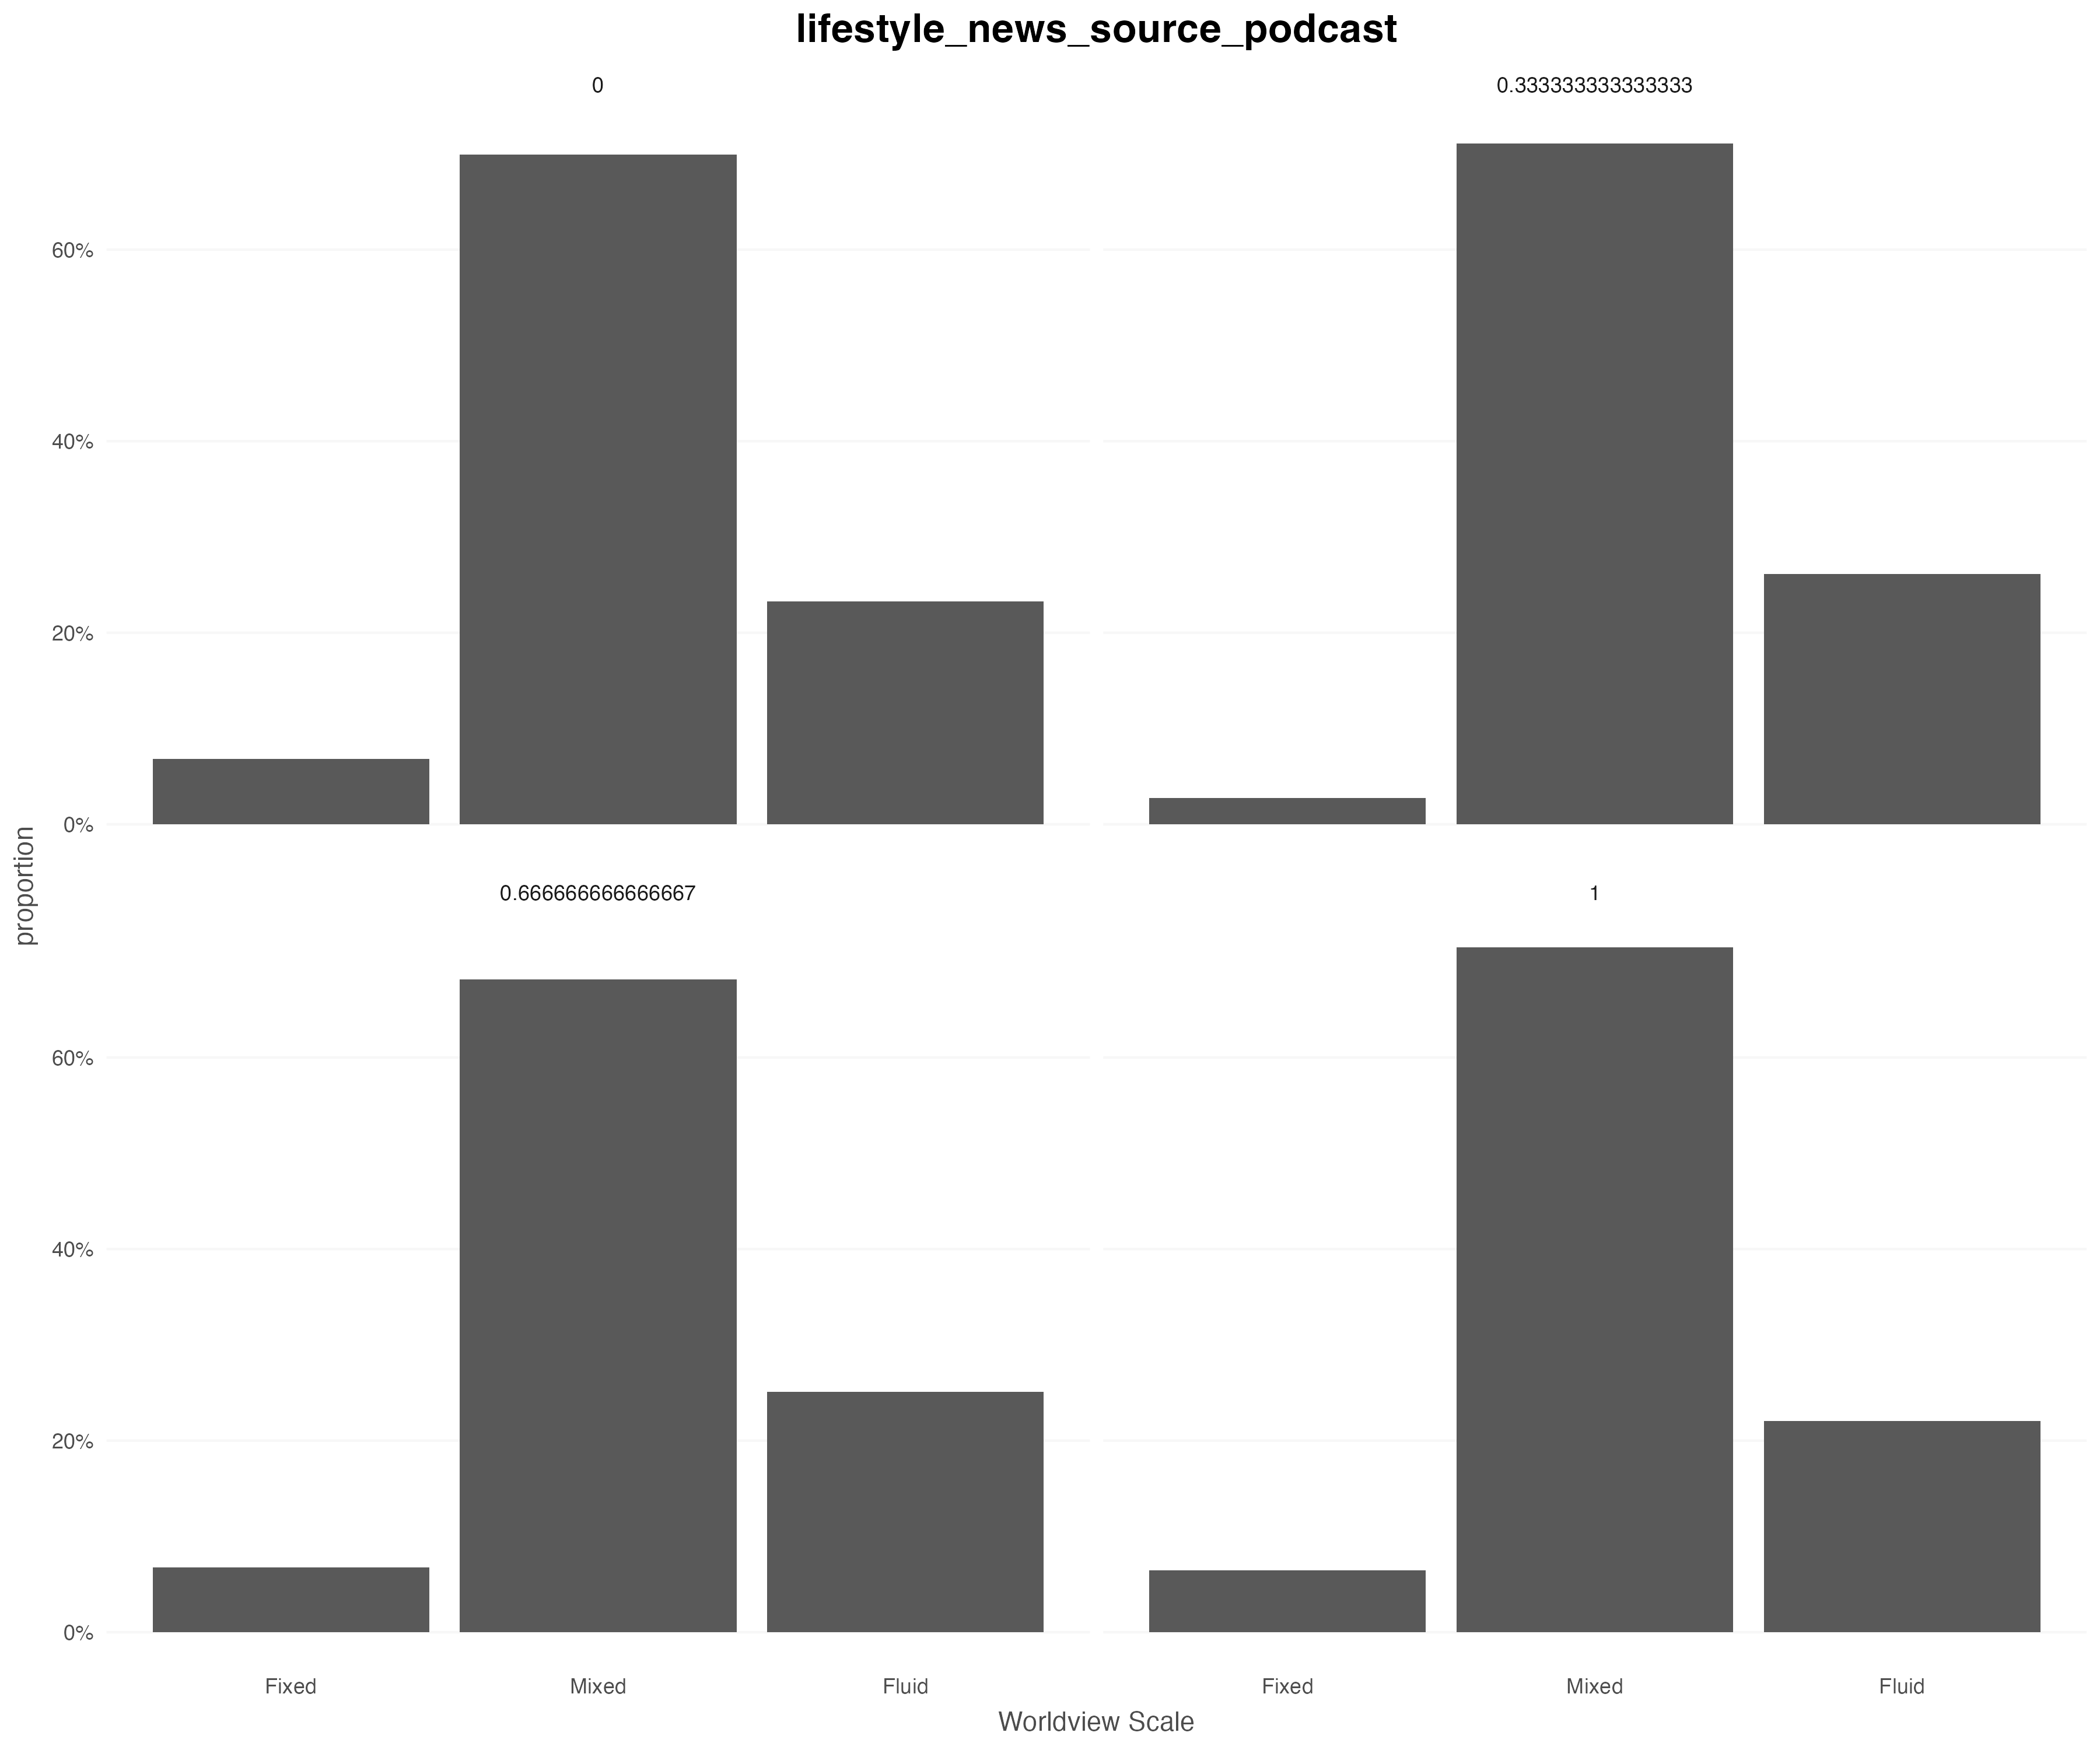 lifestyle_news_source_podcast
0
0.333333333333333
60%
40%
20%
0%
proportion
0.666666666666667
1
60%
40%
20%
0%
Fixed
Mixed
Fluid
Fixed
Mixed
Fluid
Worldview Scale